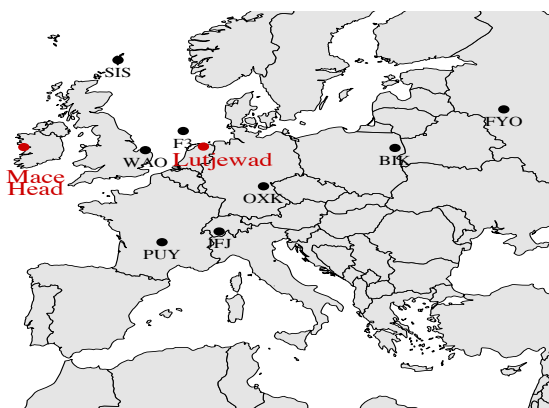 SIS
FYO
F3
WAO
Lutjewad
BIK
Mace
Head
OXK
JFJ
PUY